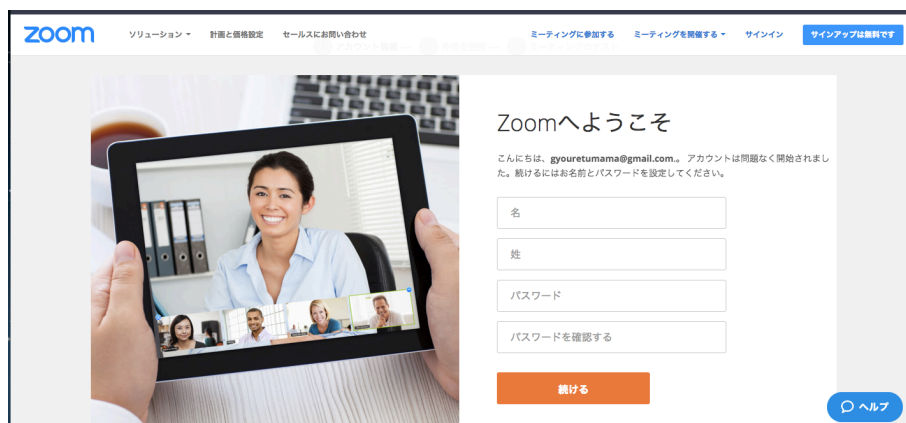 zoom
ソリューション
計画と価格設定
セールスにお問い合わせ
ミーティングに参加する
ミーティングを開催する
サインイン
サインアップは無料です
Zoomへようこそ
こんにちは、gyouretumama@gmail.com.。 アカウントは問題なく開始されまし
た。続けるにはお名前とパスワードを設定してください。
名
姓
パスワード
パスワードを確認する
続ける
ヘルプ